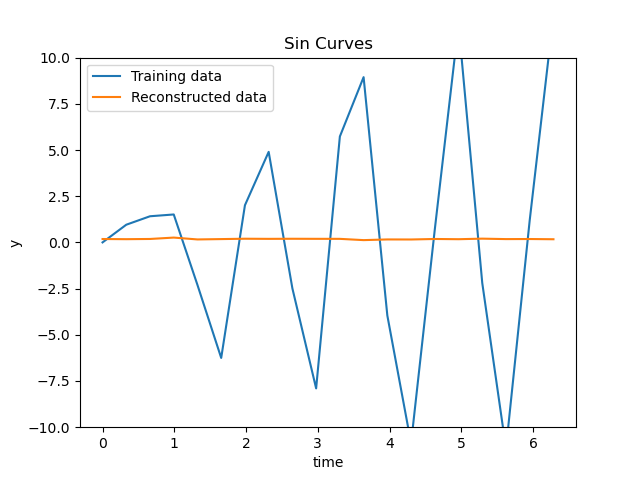 Sin Curves
Training data
Reconstructed data
10.0
7.5
5.0
2.5
0.0
−2.5
−5.0
−7.5
−10.0
y
0 1 2 3 4 5 6
time